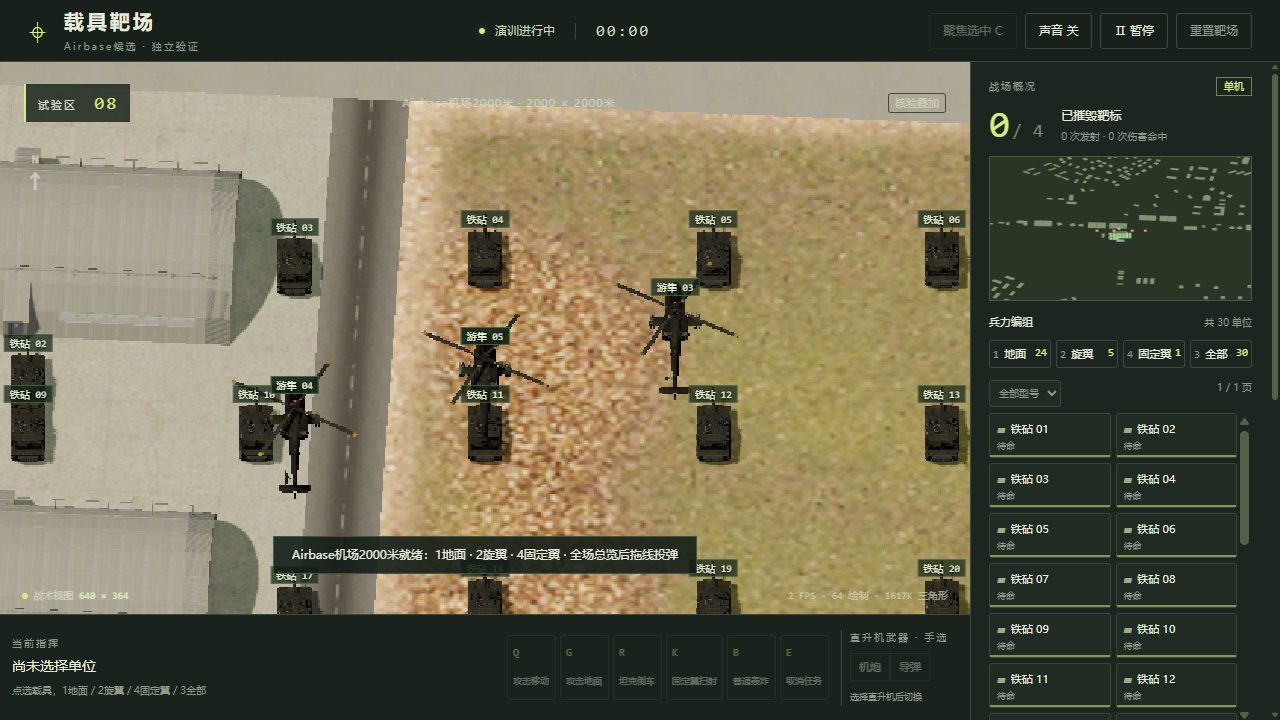 载具靶场
Airbase候选 · 独立验证
演训进行中
00:00
聚焦选中 C
声音 关
Ⅱ 暂停
重置靶场
试验区 08
Airbase机场2000米 · 2000 × 2000米
核验叠加
铁砧 03
铁砧 04
铁砧 05
铁砧 06
游隼 03
铁砧 02
游隼 05
铁砧 09
铁砧 10
游隼 04
铁砧 11
铁砧 12
铁砧 13
Airbase机场2000米就绪：1地面 · 2旋翼 · 4固定翼 · 全场总览后拖线投弹
铁砧 17
铁砧 18
铁砧 19
铁砧 20
战术视图 640 × 364
2 FPS · 64 绘制 · 1617K 三角形
当前指挥
尚未选择单位
点选载具，1地面 / 2旋翼 / 4固定翼 / 3全部
Q 攻击移动
G 攻击地面
R 坦克倒车
K 固定翼扫射
B 普通轰炸
E 取消任务
直升机武器 · 手选
机炮
导弹
选择直升机后切换
战场概况
单机
0 / 4
已摧毁靶标
0 次发射 · 0 次伤害命中
兵力编组
共 30 单位
1 地面 24
2 旋翼 5
4 固定翼 1
3 全部 30
全部型号
1 / 1 页
铁砧 01
待命
铁砧 02
待命
铁砧 03
待命
铁砧 04
待命
铁砧 05
待命
铁砧 06
待命
铁砧 07
待命
铁砧 08
待命
铁砧 09
待命
铁砧 10
待命
铁砧 11
待命
铁砧 12
待命